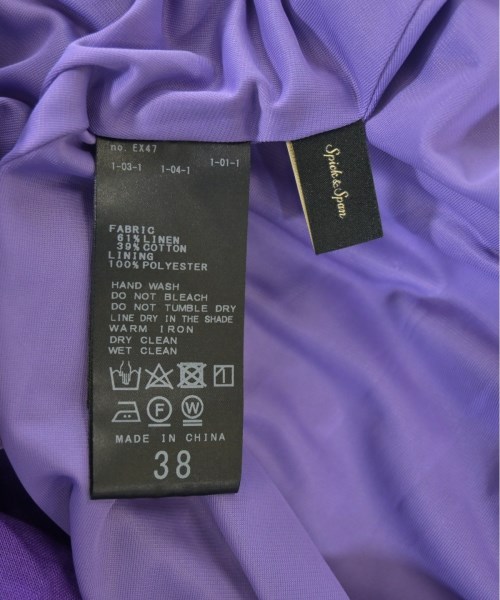 no. EX47
1-03-1 1-04-1 1-01-1
FABRIC
61%LINEN
39%COTTON
LINING
100%POLYESTER
HAND WASH
DO NOT BLEACH
DO NOT TUMBLE DRY
LINE DRY IN THE SHADE
WARM IRON
DRY CLEAN
WET CLEAN
F W
MADE IN CHINA
38
Spick & Span